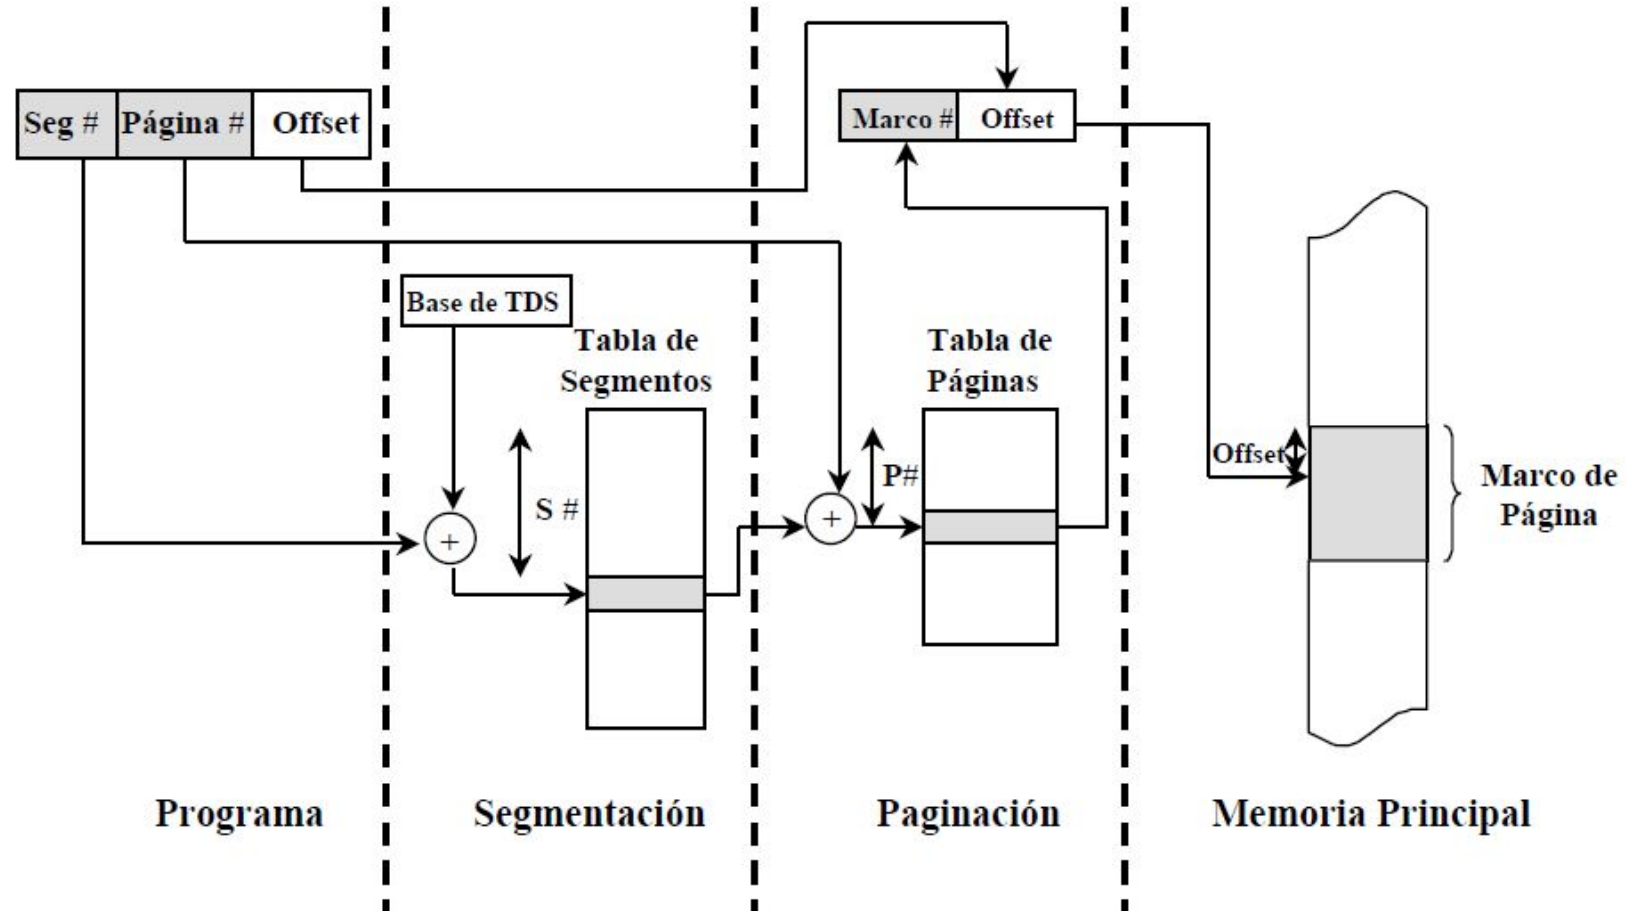 Seg # Página # Offset
Marco # Offset
Base de TDS
Tabla de
Segmentos
Tabla de
Páginas
S #
+
P#
+
Offset
Marco de
Página
Programa
Segmentación
Paginación
Memoria Principal